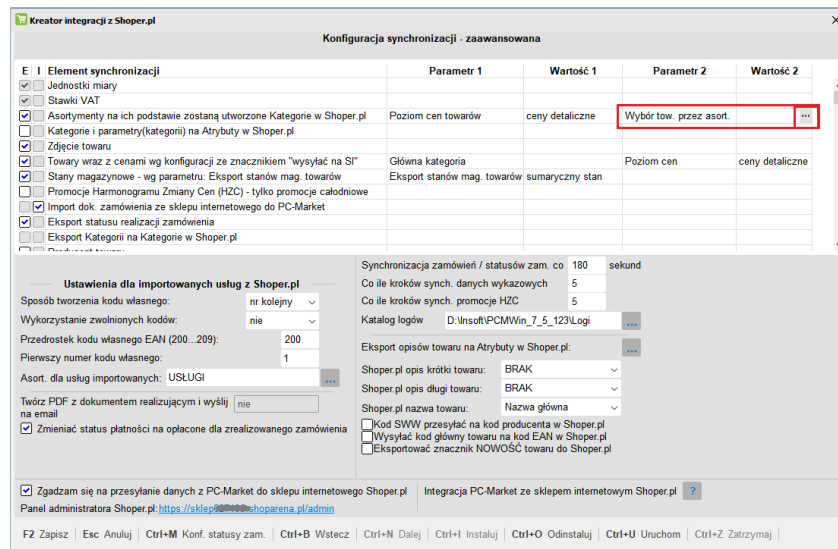 Kreator integracji z Shoper.pl
Konfiguracja synchronizacji - zaawansowana
E I Element synchronizacji Parametr 1 Wartość 1 Parametr 2 Wartość 2
Jednostki miary
Stawki VAT
Asortymenty na ich podstawie zostaną utworzone Kategorie w Shoper.pl Poziom cen towarów ceny detaliczne Wybór tow. przez asort. ...
Kategorie i parametry(kategorii) na Atrybuty w Shoper.pl
Zdjęcie towaru
Towary wraz z cenami wg konfiguracji ze znacznikiem "wysyłać na SI" Główna kategoria Poziom cen ceny detaliczne
Stany magazynowe - wg parametru: Eksport stanów mag. towarów Eksport stanów mag. towarów sumaryczny stan
Promocje Harmonogramu Zmiany Cen (HZC) - tylko promocje całodniowe
Import dok. zamówienia ze sklepu internetowego do PC-Market
Eksport statusu realizacji zamówienia
Eksport Kategorii na Kategorie w Shoper.pl
Ustawienia dla importowanych usług z Shoper.pl
Sposób tworzenia kodu własnego: nr kolejny
Wykorzystanie zwolnionych kodów: nie
Przedrostek kodu własnego EAN (200...209): 200
Pierwszy numer kodu własnego: 1
Asort. dla usług importowanych: USŁUGI ...
Twórz PDF z dokumentem realizującym i wyślij nie
na email
Zmieniać status płatności na opłacone dla zrealizowanego zamówienia
Synchronizacja zamówień / statusów zam. co 180 sekund
Co ile kroków synch. danych wykazowych 5
Co ile kroków synch. promocje HZC 5
Katalog logów D:\Insoft\PCMWin_7_5_123\Logi ...
Eksport opisów towaru na Atrybuty w Shoper.pl: ...
Shoper.pl opis krótki towaru: BRAK
Shoper.pl opis długi towaru: BRAK
Shoper.pl nazwa towaru: Nazwa główna
Kod SWW przesyłać na kod producenta w Shoper.pl
Wysyłać kod główny towaru na kod EAN w Shoper.pl
Eksportować znacznik NOWOŚĆ towaru do Shoper.pl
Zgadzam się na przesyłanie danych z PC-Market do sklepu internetowego Shoper.pl Integracja PC-Market ze sklepem internetowym Shoper.pl ?
Panel administratora Shoper.pl: shoparena.pl/admin
F2 Zapisz Esc Anuluj Ctrl+M Konf. statusy zam. Ctrl+B Wstecz Ctrl+N Dalej Ctrl+I Instaluj Ctrl+O Odinstaluj Ctrl+U Uruchom Ctrl+Z Zatrzymaj